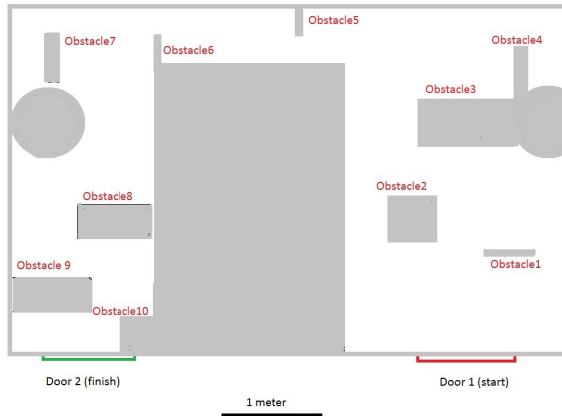 Obstacle5
Obstacle7
Obstacle4
Obstacle6
Obstacle3
Obstacle2
Obstacle8
Obstacle1
Obstacle 9
Obstacle10
Door 2 (finish)
Door 1 (start)
1 meter